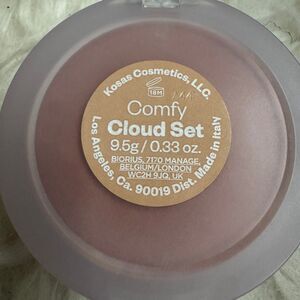 Kosas Cosmetics, LLC.
18M
Comfy
Cloud Set
9.5g / 0.33 oz.
BIORIUS, 7170 MANAGE,
BELGIUM/LONDON
WC2H 9JQ, UK
Los Angeles, Ca. 90019 Dist. Made in Italy